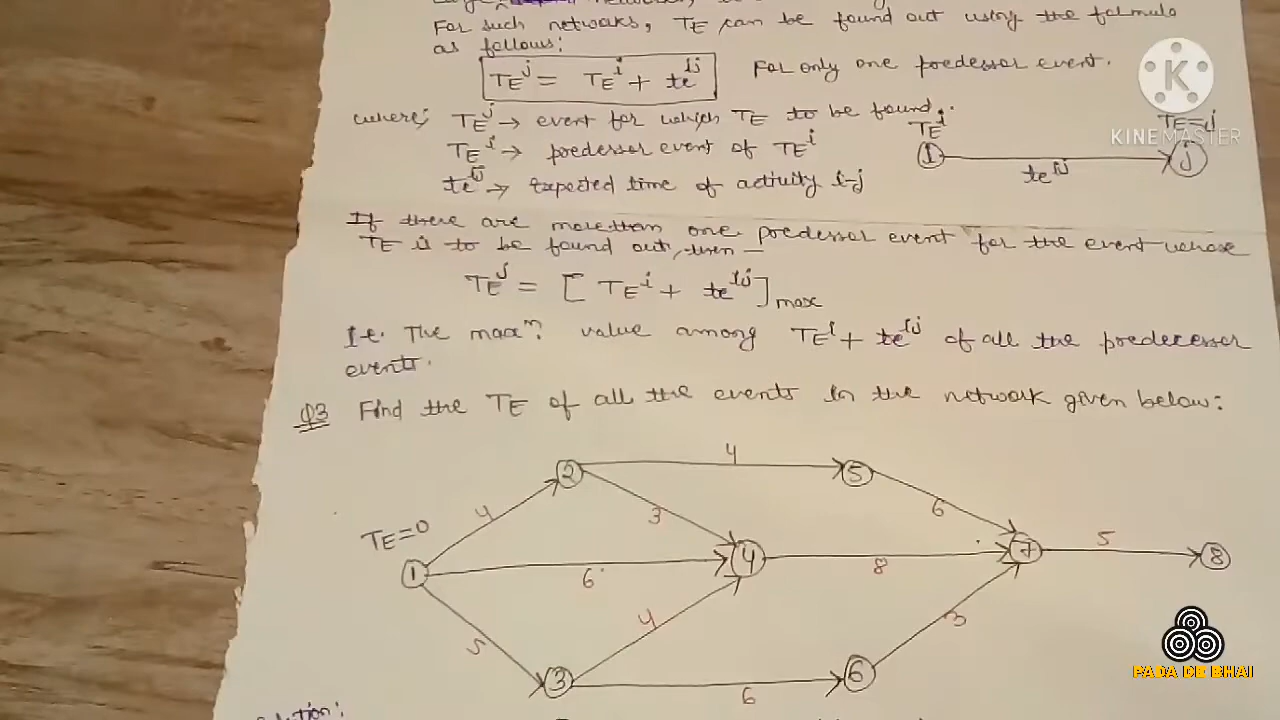 For such networks, TE can be found out using the formula
as follows:
TE^j = TE^i + te^ij For only one predessor event.
where; TE^j → event for which TE to be found.
TE^i → predessor event of TE^i
te^ij → Expected time of activity i-j
TE^i TE=j
1 te^ij j
If there are more than one predessor event for the event whose
TE is to be found out, then —
TE^j = [ TE^i + te^ij ]max
I.e. The maxm value among TE^i + te^ij of all the predecessor
events.
Q3 Find the TE of all the events in the network given below:
2 4 5
4 3 6
TE=0
1 6 4 8 7 5 8
5 4 3
3 6 6
Solution:
K
KINEMASTER
PADA DE BHAI